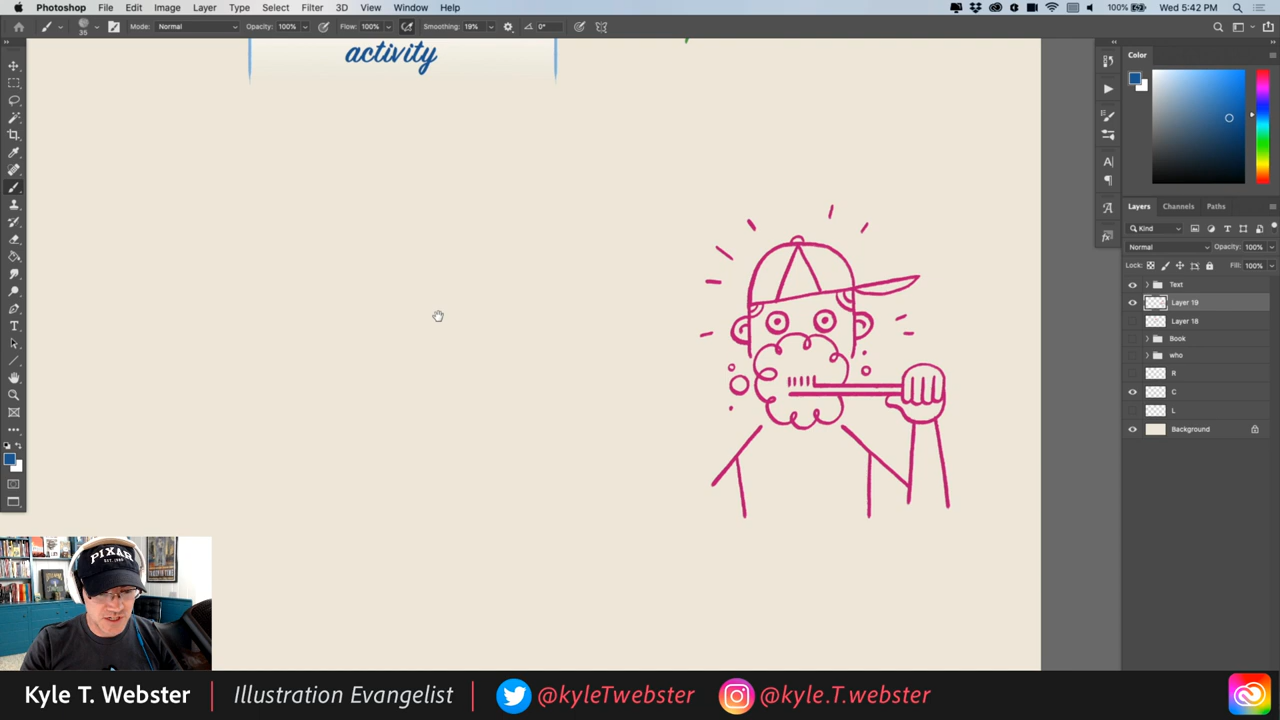 Photoshop File Edit Image Layer Type Select Filter 3D View Window Help 100% Wed 5:42 PM
35 Mode: Normal Opacity: 100% Flow: 100% Smoothing: 19% 0°
activity
Color
Layers Channels Paths
Kind
Normal Opacity: 100%
Lock: Fill: 100%
Text
Layer 19
Layer 18
Book
who
R
C
L
Background
PIXAR
Kyle T. Webster | Illustration Evangelist @kyleTwebster | @kyle.T.webster